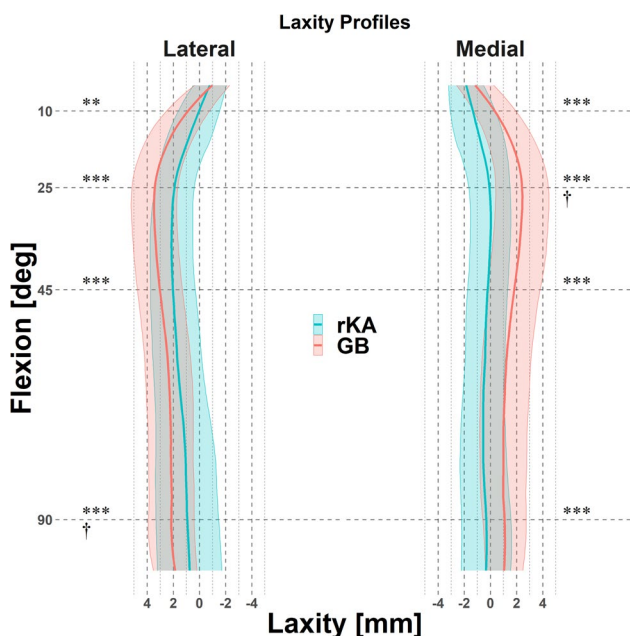 Laxity Profiles
Lateral Medial
10 ** ***
25 *** ***
†
45 *** ***
rKA
GB
90 *** ***
†
Flexion [deg]
4 2 0 -2 -4 -4 -2 0 2 4
Laxity [mm]